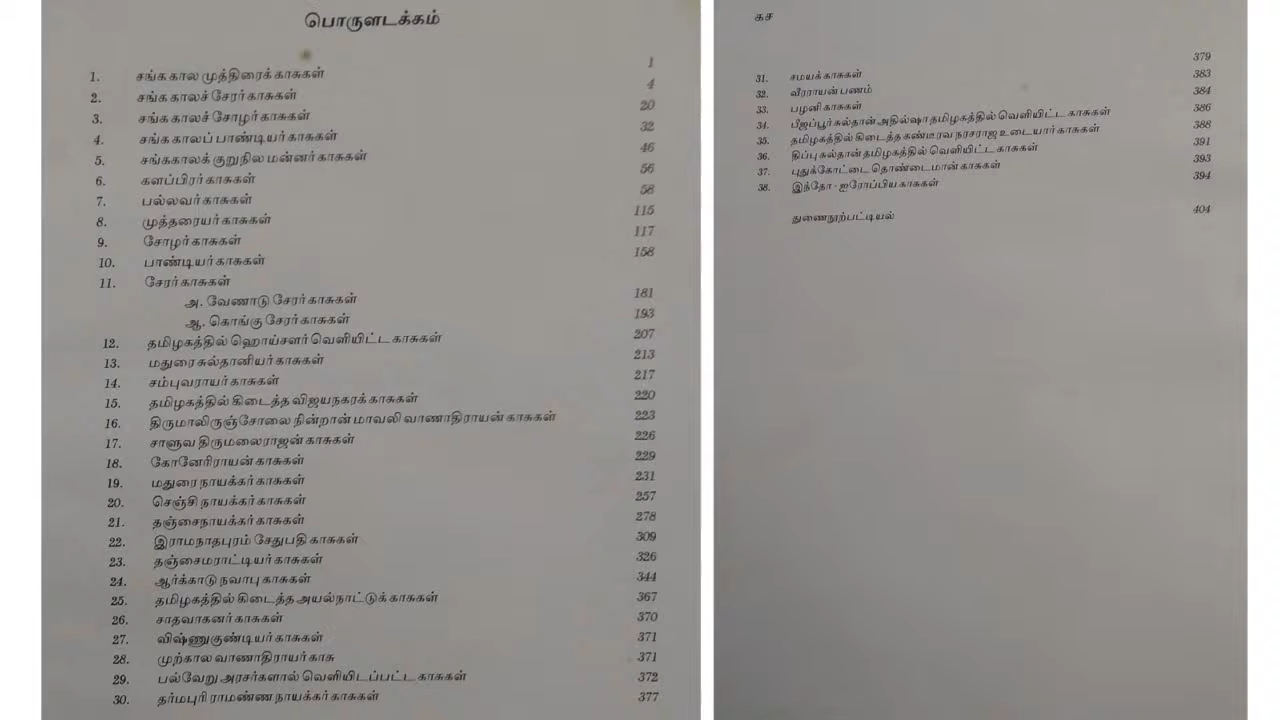 பொருளடக்கம்
1. சங்க கால முத்திரைக் காசுகள் 1
2. சங்க காலச் சேரர் காசுகள் 4
3. சங்க காலச் சோழர் காசுகள் 20
4. சங்க காலப் பாண்டியர் காசுகள் 32
5. சங்க காலக் குறுநில மன்னர் காசுகள் 46
6. களப்பிரர் காசுகள் 56
7. பல்லவர் காசுகள் 58
8. முத்தரையர் காசுகள் 115
9. சோழர் காசுகள் 117
10. பாண்டியர் காசுகள் 158
11. சேரர் காசுகள்
அ. வேணாடு சேரர் காசுகள் 181
ஆ. கொங்கு சேரர் காசுகள் 193
12. தமிழகத்தில் ஹொய்சளர் வெளியிட்ட காசுகள் 207
13. மதுரை சுல்தானியர் காசுகள் 213
14. சம்புவராயர் காசுகள் 217
15. தமிழகத்தில் கிடைத்த விஜயநகரக் காசுகள் 220
16. திருமாலிருஞ்சோலை நின்றான் மாவலி வாணாதிராயன் காசுகள் 223
17. சாளுவ திருமலைராஜன் காசுகள் 226
18. கோனேரிராயன் காசுகள் 229
19. மதுரை நாயக்கர் காசுகள் 231
20. செஞ்சி நாயக்கர் காசுகள் 257
21. தஞ்சைநாயக்கர் காசுகள் 278
22. இராமநாதபுரம் சேதுபதி காசுகள் 309
23. தஞ்சைமராட்டியர் காசுகள் 326
24. ஆர்க்காடு நவாபு காசுகள் 344
25. தமிழகத்தில் கிடைத்த அயல்நாட்டுக் காசுகள் 367
26. சாதவாகனர் காசுகள் 370
27. விஷ்ணுகுண்டியர் காசுகள் 371
28. முற்கால வாணாதிராயர் காசு 371
29. பல்வேறு அரசர்களால் வெளியிடப்பட்ட காசுகள் 372
30. தர்மபுரி ராமண்ண நாயக்கர் காசுகள் 377
கச
31. சமயக் காசுகள் 379
32. வீரராயன் பணம் 383
33. பழனி காசுகள் 384
34. பீஜப்பூர் சுல்தான் அதில்ஷா தமிழகத்தில் வெளியிட்ட காசுகள் 386
35. தமிழகத்தில் கிடைத்த கண்டீரவ நரசராஜ உடையார் காசுகள் 388
36. திப்பு சுல்தான் தமிழகத்தில் வெளியிட்ட காசுகள் 391
37. புதுக்கோட்டை தொண்டைமான் காசுகள் 393
38. இந்தோ - ஐரோப்பிய காசுகள் 394
துணைநூற்பட்டியல் 404